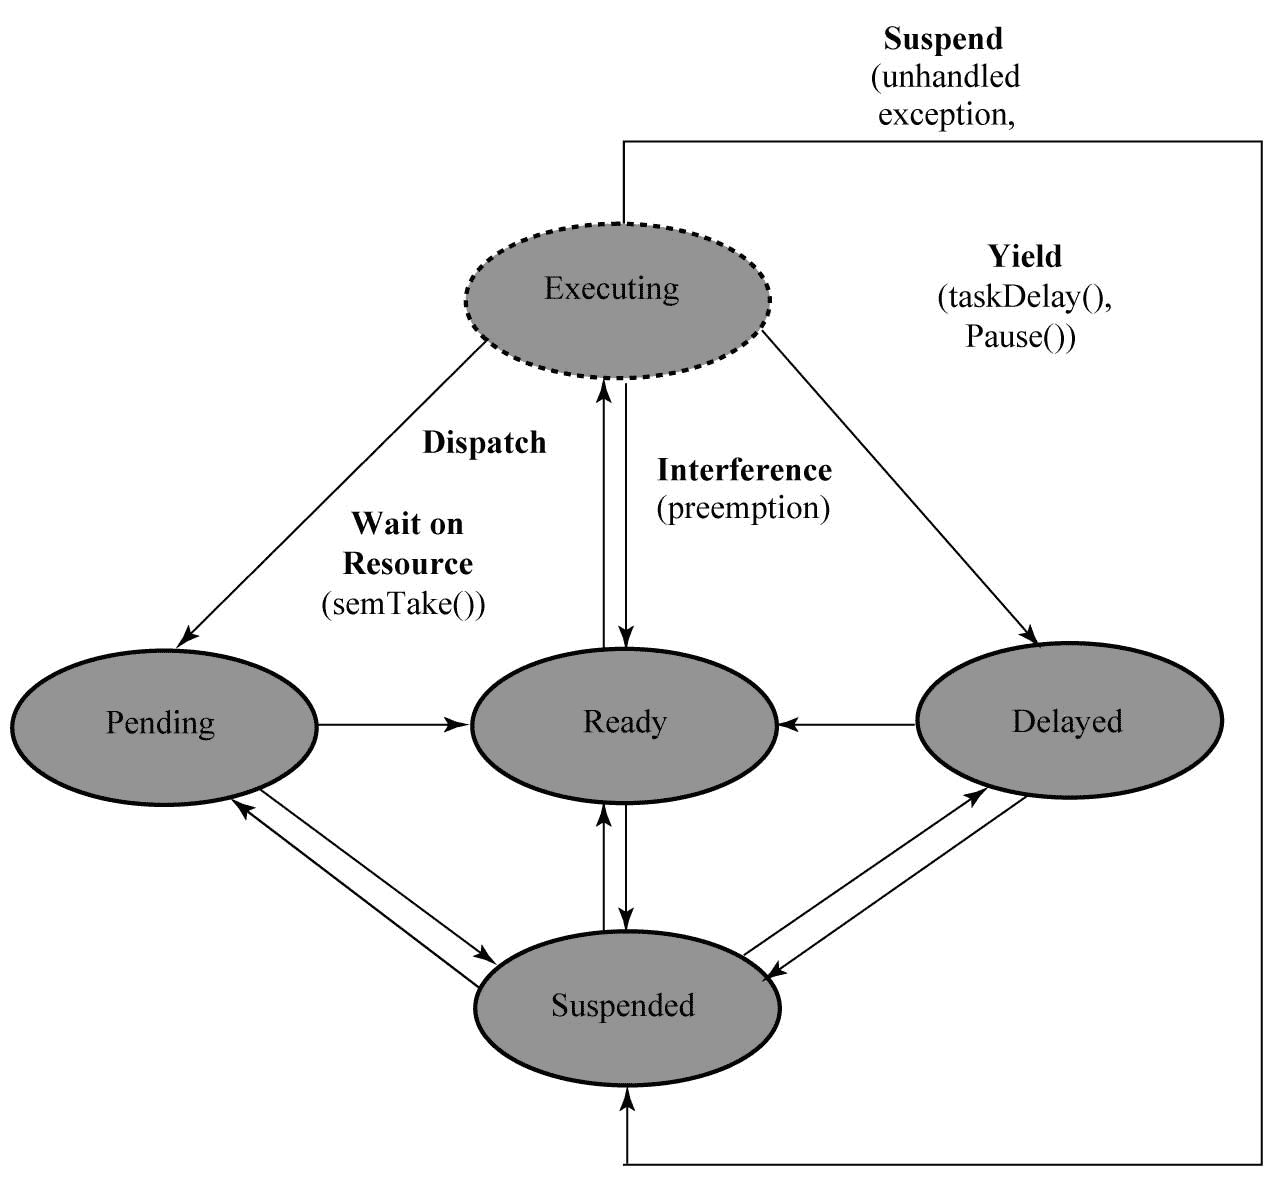 Suspend
(unhandled
exception,
Executing
Yield
(taskDelay(),
Pause())
Dispatch
Interference
(preemption)
Wait on
Resource
(semTake())
Pending
Ready
Delayed
Suspended